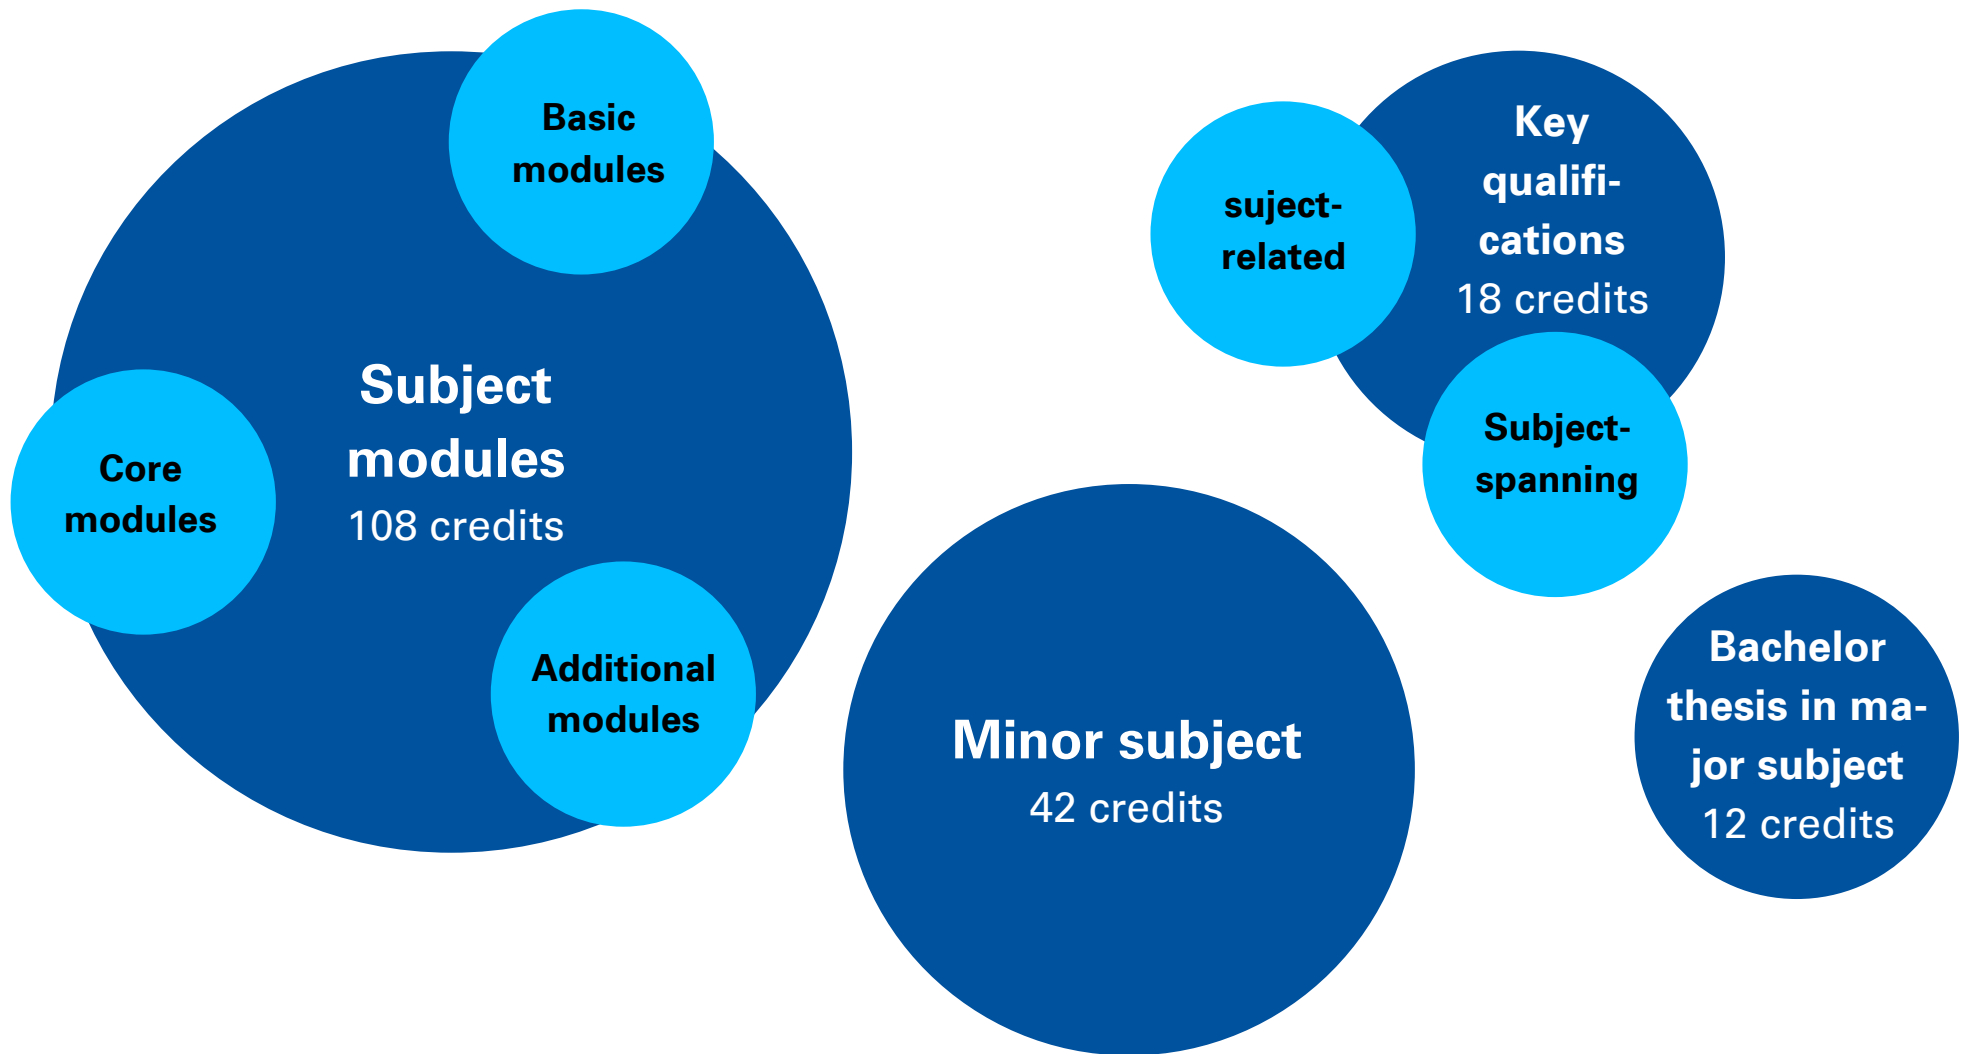 Basic
modules
Subject
modules
108 credits
Core
modules
Additional
modules
Key
qualifi-
cations
18 credits
suject-
related
Subject-
spanning
Minor subject
42 credits
Bachelor
thesis in ma-
jor subject
12 credits